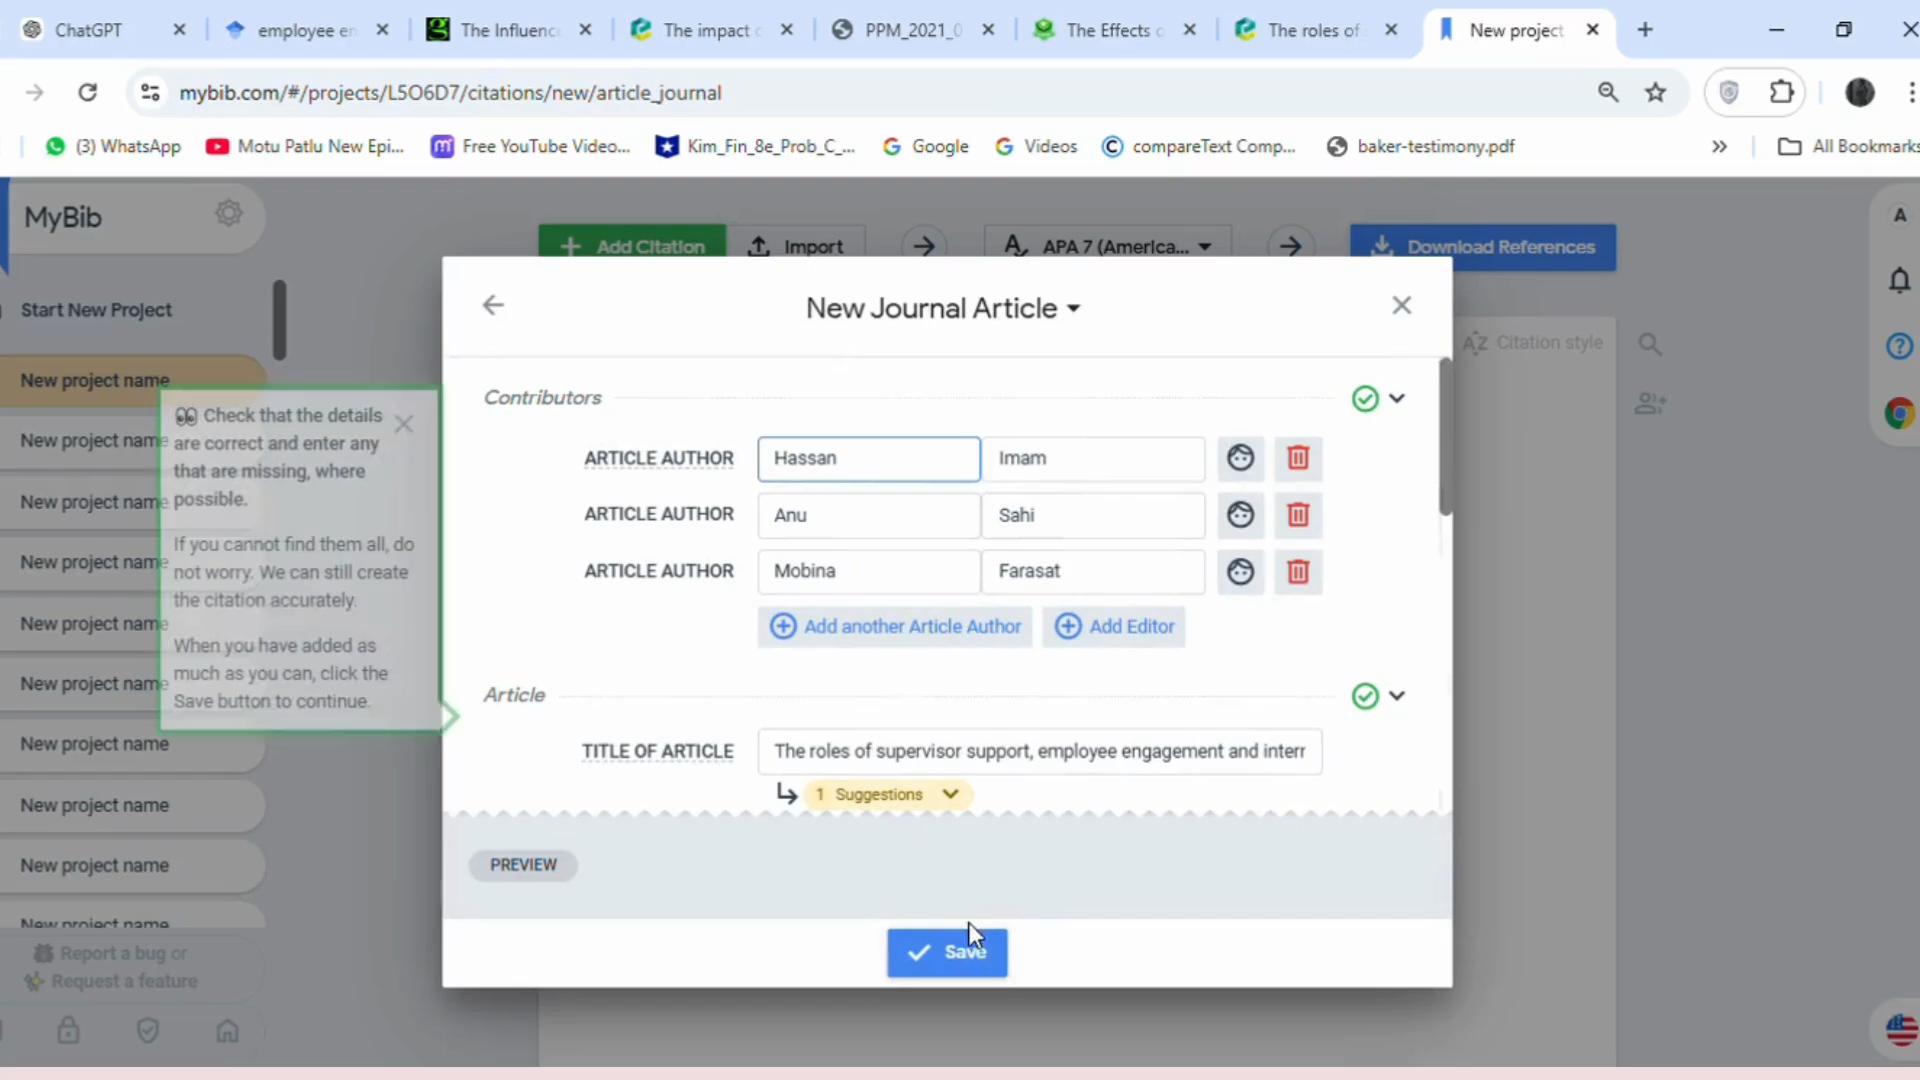 ChatGPT
employee en
The Influenc
The impact o
PPM_2021_0
The Effects o
The roles of
New project
mybib.com/#/projects/L5O6D7/citations/new/article_journal
(3) WhatsApp
Motu Patlu New Epi...
Free YouTube Video...
Kim_Fin_8e_Prob_C_...
Google
Videos
compareText Comp...
baker-testimony.pdf
»
All Bookmarks
MyBib
Add Citation
Import
APA 7 (America...
Download References
Start New Project
New Journal Article
Citation style
New project name
Check that the details
are correct and enter any
that are missing, where
possible.
If you cannot find them all, do
not worry. We can still create
the citation accurately.
When you have added as
much as you can, click the
Save button to continue.
New project name
New project name
New project name
New project name
New project name
New project name
New project name
New project name
New project name
Contributors
ARTICLE AUTHOR Hassan Imam
ARTICLE AUTHOR Anu Sahi
ARTICLE AUTHOR Mobina Farasat
Add another Article Author
Add Editor
Article
TITLE OF ARTICLE The roles of supervisor support, employee engagement and interr
1 Suggestions
PREVIEW
Save
Report a bug or
Request a feature
A